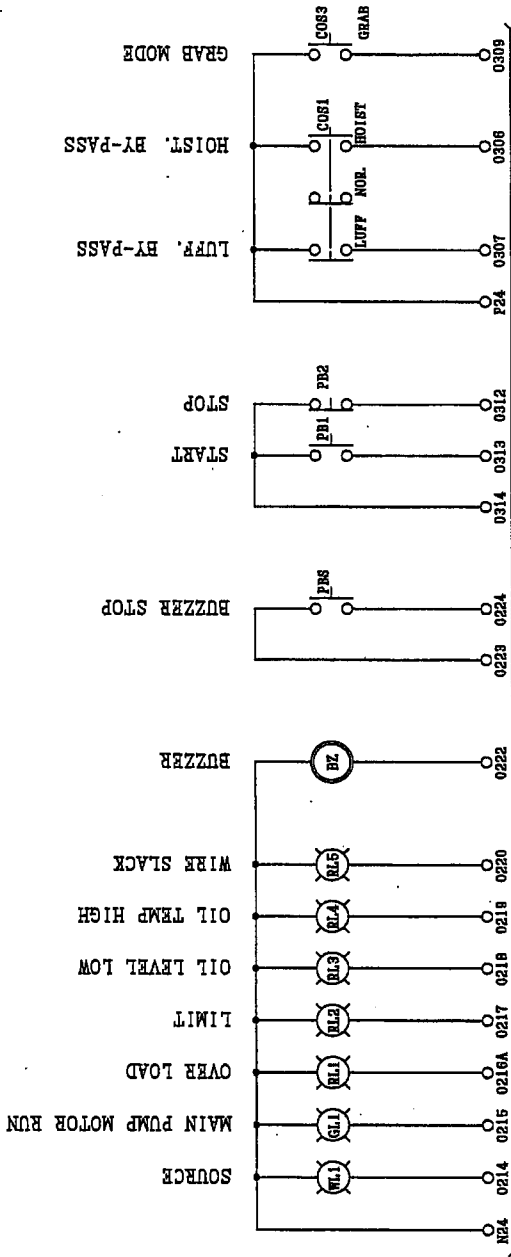 GRAB MODE
COS3
GRAB
0309
HOIST. BY-PASS
COS1
HOIST
0308
NOR.
LUFF. BY-PASS
LUFF
0307
P24
STOP
PB2
0312
START
PB1
0313
0314
BUZZER STOP
PBS
0224
0223
BUZZER
BZ
0222
WIRE SLACK
RL5
0220
OIL TEMP HIGH
RL4
0219
OIL LEVEL LOW
RL3
0218
LIMIT
RL2
0217
OVER LOAD
RL1
0216A
MAIN PUMP MOTOR RUN
GL1
0215
SOURCE
WL1
0214
N24